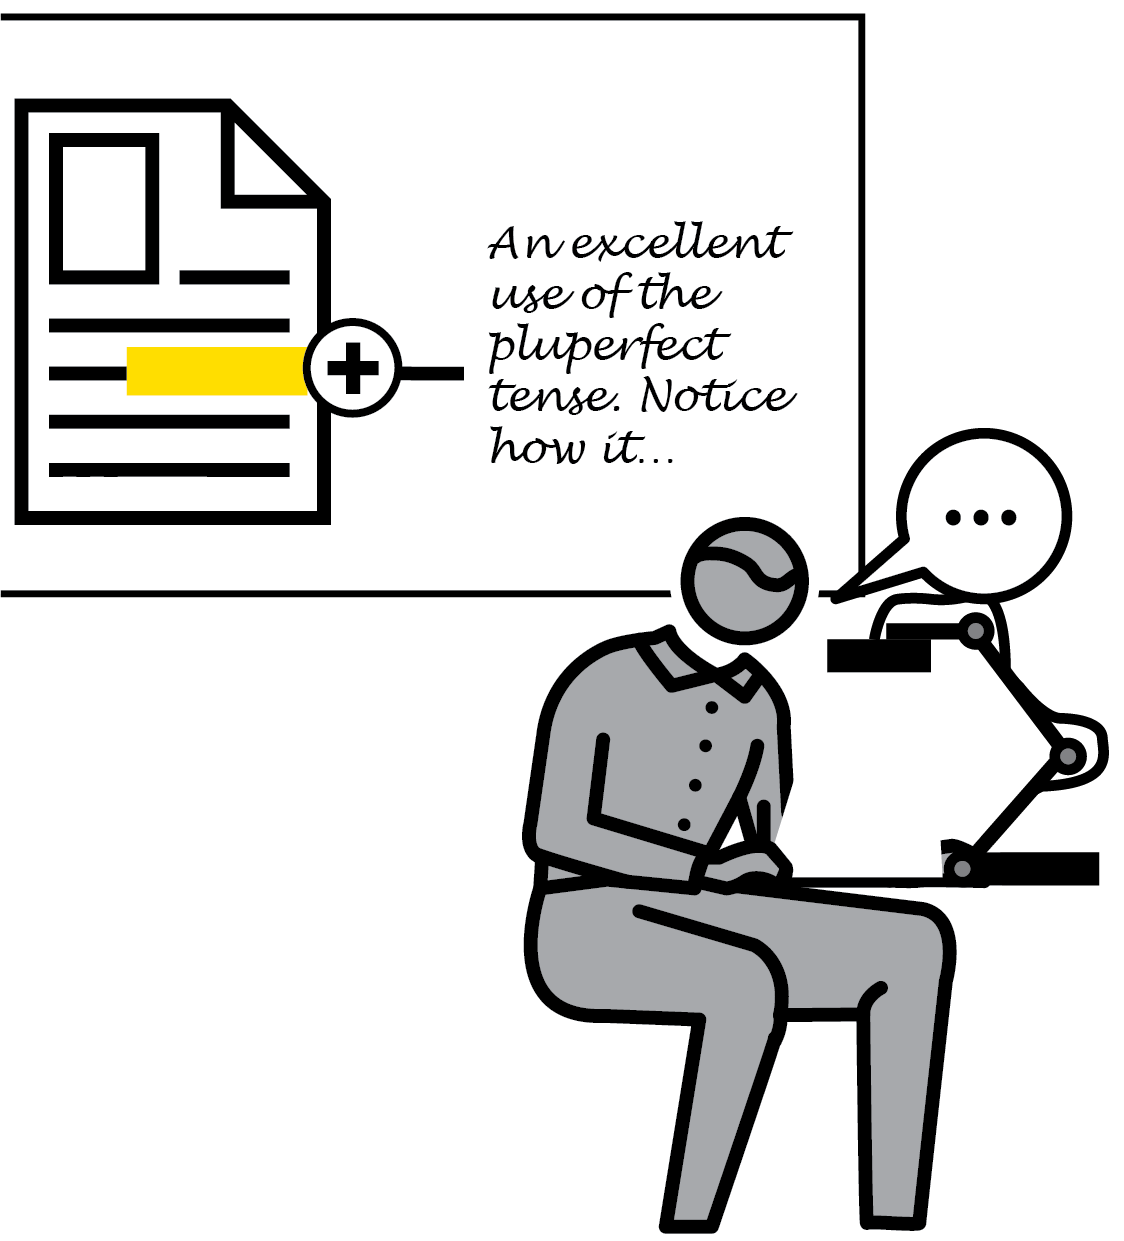 An excellent
use of the
pluperfect
tense. Notice
how it...